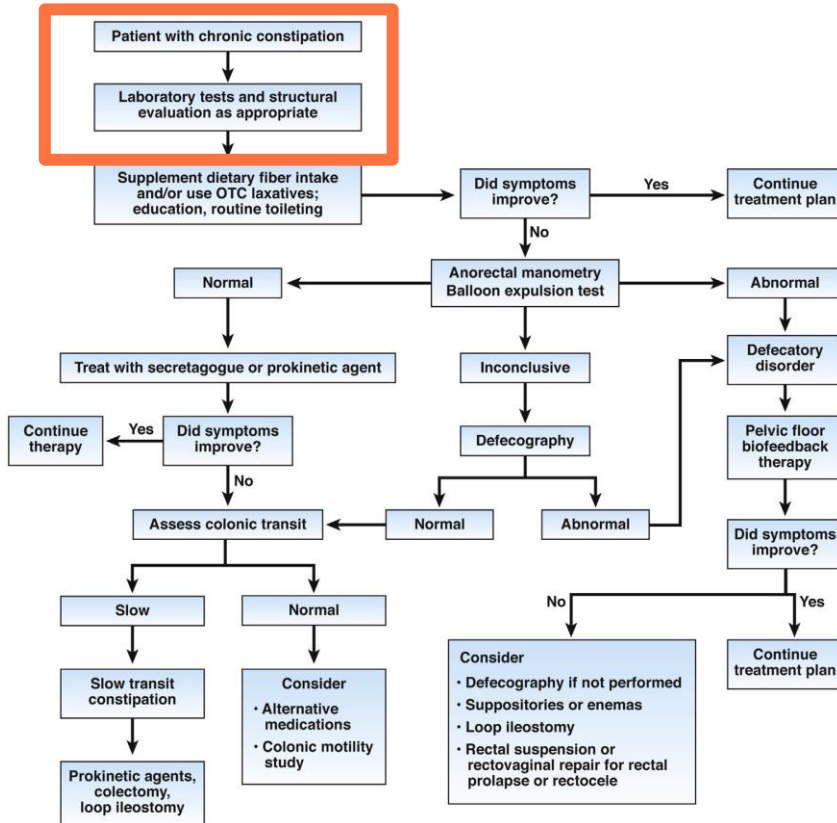 Patient with chronic constipation
Laboratory tests and structural
evaluation as appropriate
Supplement dietary fiber intake
and/or use OTC laxatives;
education, routine toileting
Did symptoms
improve?
Yes
Continue
treatment plan
No
Anorectal manometry
Balloon expulsion test
Normal
Abnormal
Treat with secretagogue or prokinetic agent
Inconclusive
Defecatory
disorder
Continue
therapy
Yes
Did symptoms
improve?
Defecography
Pelvic floor
biofeedback
therapy
No
Assess colonic transit
Normal
Abnormal
Did symptoms
improve?
Slow
Normal
No
Yes
Slow transit
constipation
Consider
· Alternative
medications
· Colonic motility
study
Consider
· Defecography if not performed
· Suppositories or enemas
· Loop ileostomy
· Rectal suspension or
rectovaginal repair for rectal
prolapse or rectocele
Continue
treatment plan
Prokinetic agents,
colectomy,
loop ileostomy